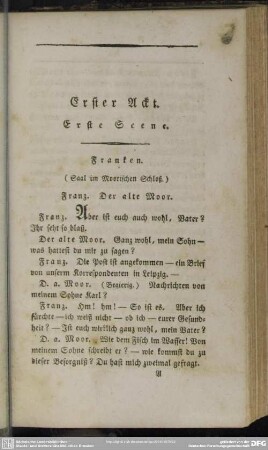 Erster Ackt.
Erste Scene.
Franken.
(Saal im Moorischen Schloß.)
Franz. Der alte Moor.
Franz. Aber ist euch auch wohl, Vater?
Ihr seht so blaß.
Der alte Moor. Ganz wohl, mein Sohn —
was hattest du mir zu sagen?
Franz. Die Post ist angekommen — ein Brief
von unserm Korrespondenten in Leipzig. —
D. a. Moor. (Begierig.) Nachrichten von
meinem Sohne Karl?
Franz. Hm! hm! — So ist es. Aber ich
fürchte — ich weiß nicht — ob ich — eurer Gesund-
heit? — Ist euch wirklich ganz wohl, mein Vater?
D. a. Moor. Wie dem Fisch im Wasser! Von
meinem Sohne schreibt er? — wie kommst du zu
dieser Besorgniß? Du hast mich zweimal gefragt.
A